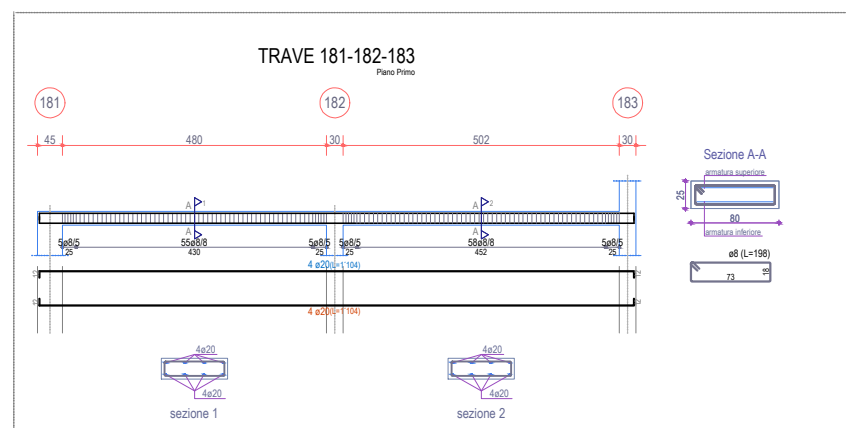 TRAVE 181-182-183
Piano Primo
181 182 183
45 480 30 502 30
Sezione A-A
armatura superiore
25
80
armatura inferiore
A 1 A 2
A A
5ø8/5 55ø8/8 5ø8/5 5ø8/5 58ø8/8 5ø8/5
25 430 25 25 452 25
ø8 (L=198)
73 18
4 ø20(L=1'104)
12
4 ø20(L=1'104)
4ø20 4ø20
4ø20 4ø20
sezione 1 sezione 2